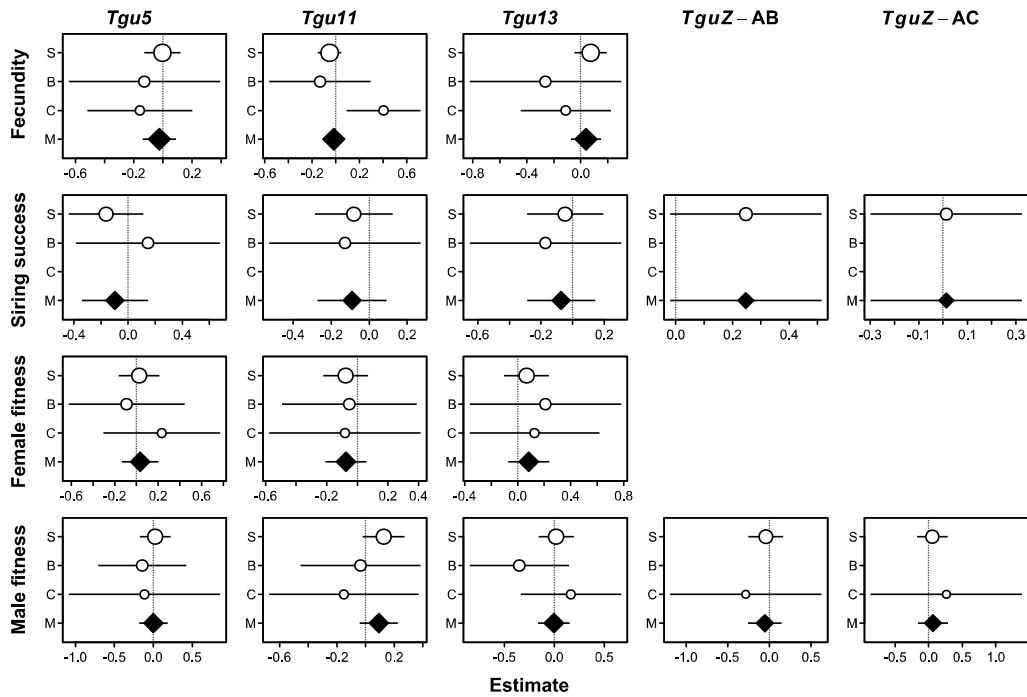 Tgu5 Tgu11 Tgu13 TguZ – AB TguZ – AC
Fecundity
S
B
C
M
-0.6 -0.2 0.2
-0.6 -0.2 0.2 0.6
-0.8 -0.4 0.0
Siring success
S
B
C
M
-0.4 0.0 0.4
-0.6 -0.4 -0.2 0.0 0.2
-0.6 -0.2 0.2
0.0 0.2 0.4
-0.3 -0.1 0.1 0.3
S
B
C
M
S
B
C
M
Female fitness
S
B
C
M
-0.6 -0.2 0.2 0.6
-0.6 -0.2 0.0 0.2 0.4
-0.4 0.0 0.4 0.8
Male fitness
S
B
C
M
-1.0 -0.5 0.0 0.5
-0.6 -0.2 0.2
-0.5 0.0 0.5
-1.0 0.0 0.5
-0.5 0.0 0.5 1.0
S
B
C
M
S
B
C
M
Estimate